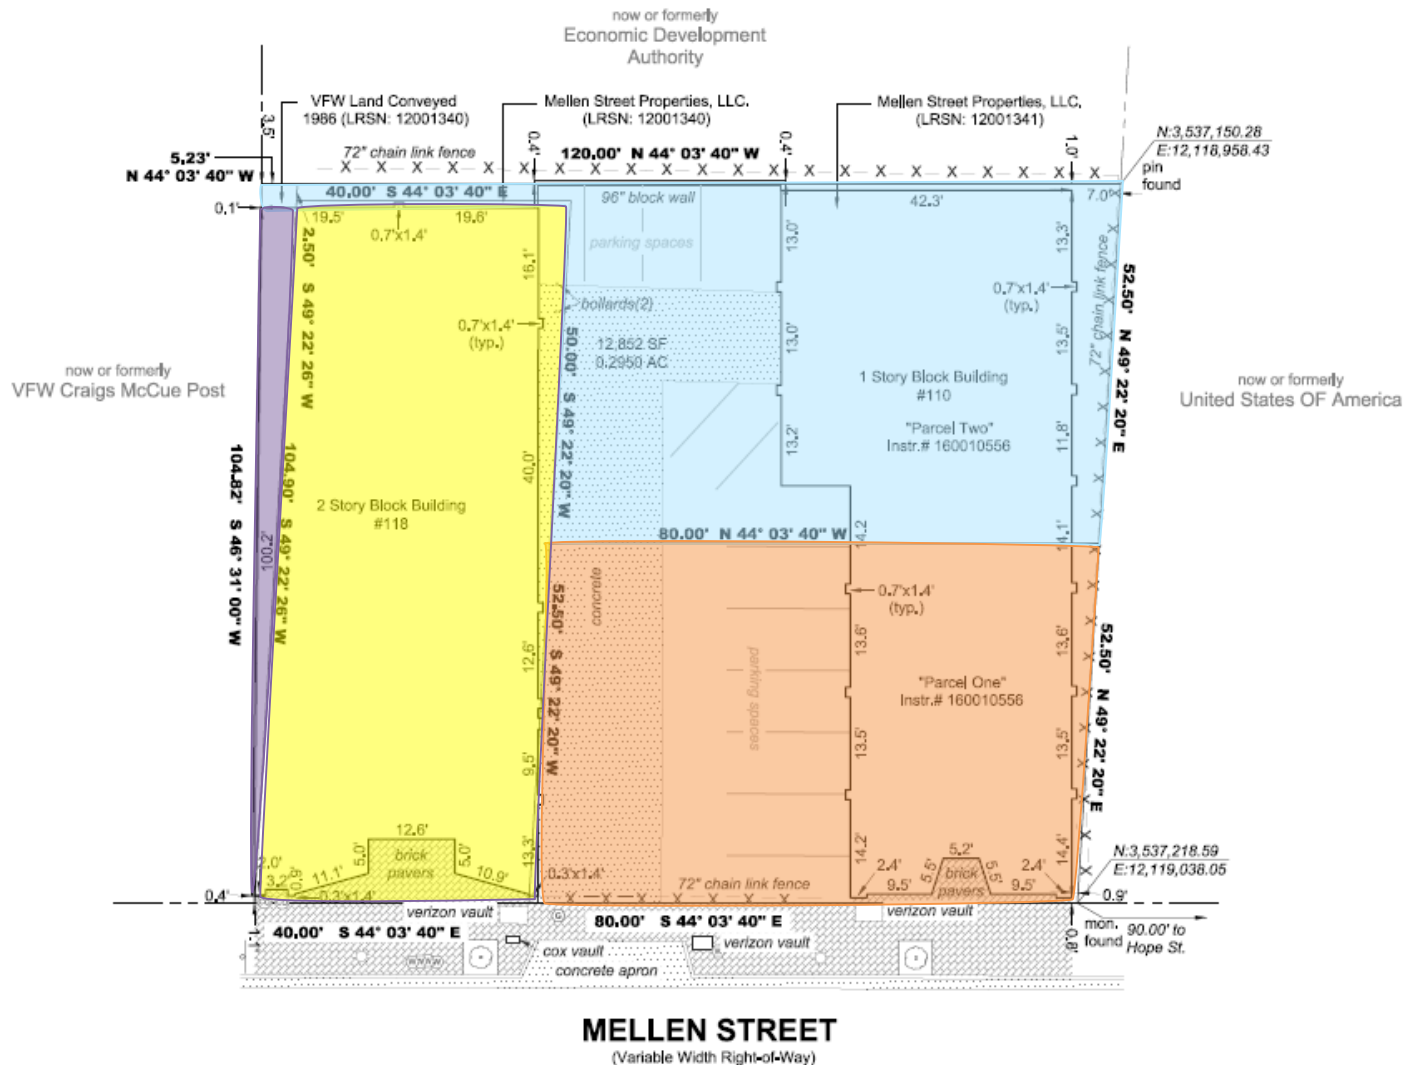 now or formerly
Economic Development
Authority
VFW Land Conveyed
1986 (LRSN: 12001340)
Mellen Street Properties, LLC.
(LRSN: 12001340)
Mellen Street Properties, LLC.
(LRSN: 12001341)
3.5'
0.4'
0.4'
1.0'
N:3,537,150.28
E:12,118,958.43
pin
found
5.23'
N 44° 03' 40" W
72" chain link fence
120.00' N 44° 03' 40" W
40.00' S 44° 03' 40" E
96" block wall
42.3'
7.0'
0.1'
19.5'
19.6'
0.7'x1.4'
parking spaces
2.50' S 49° 22' 26" W
16.1'
13.0'
13.3'
72" chain link fence
52.50' N 49° 22' 20" E
bollards(2)
0.7'x1.4'
(typ.)
0.7'x1.4'
(typ.)
50.00' S 49° 22' 20" W
12,852 SF
0.2950 AC
13.0'
13.5'
now or formerly
VFW Craigs McCue Post
1 Story Block Building
#110
now or formerly
United States OF America
"Parcel Two"
Instr.# 160010556
13.2'
11.8'
104.82' S 46° 31' 00" W
104.90' S 49° 22' 26" W
100.2'
40.0'
2 Story Block Building
#118
80.00' N 44° 03' 40" W
14.2
14.1'
concrete
52.50' S 49° 22' 20" W
0.7'x1.4'
(typ.)
12.6'
13.6'
13.6'
52.50' N 49° 22' 20" E
parking spaces
"Parcel One"
Instr.# 160010556
9.5'
13.5'
13.5'
12.6'
5.0'
brick
pavers
5.0'
13.3'
14.2'
5.2'
14.4'
N:3,537,218.59
E:12,119,038.05
2.0'
3.2'
0.9'
11.1'
10.9'
0.3'x1.4'
0.3'x1.4'
2.4'
9.5'
5.5'
brick
pavers
5.5'
2.4'
9.5'
0.4'
72" chain link fence
0.9'
verizon vault
verizon vault
80.00' S 44° 03' 40" E
mon.
found
90.00' to
Hope St.
40.00' S 44° 03' 40" E
verizon vault
0.8'
cox vault
concrete apron
MELLEN STREET
(Variable Width Right-of-Way)